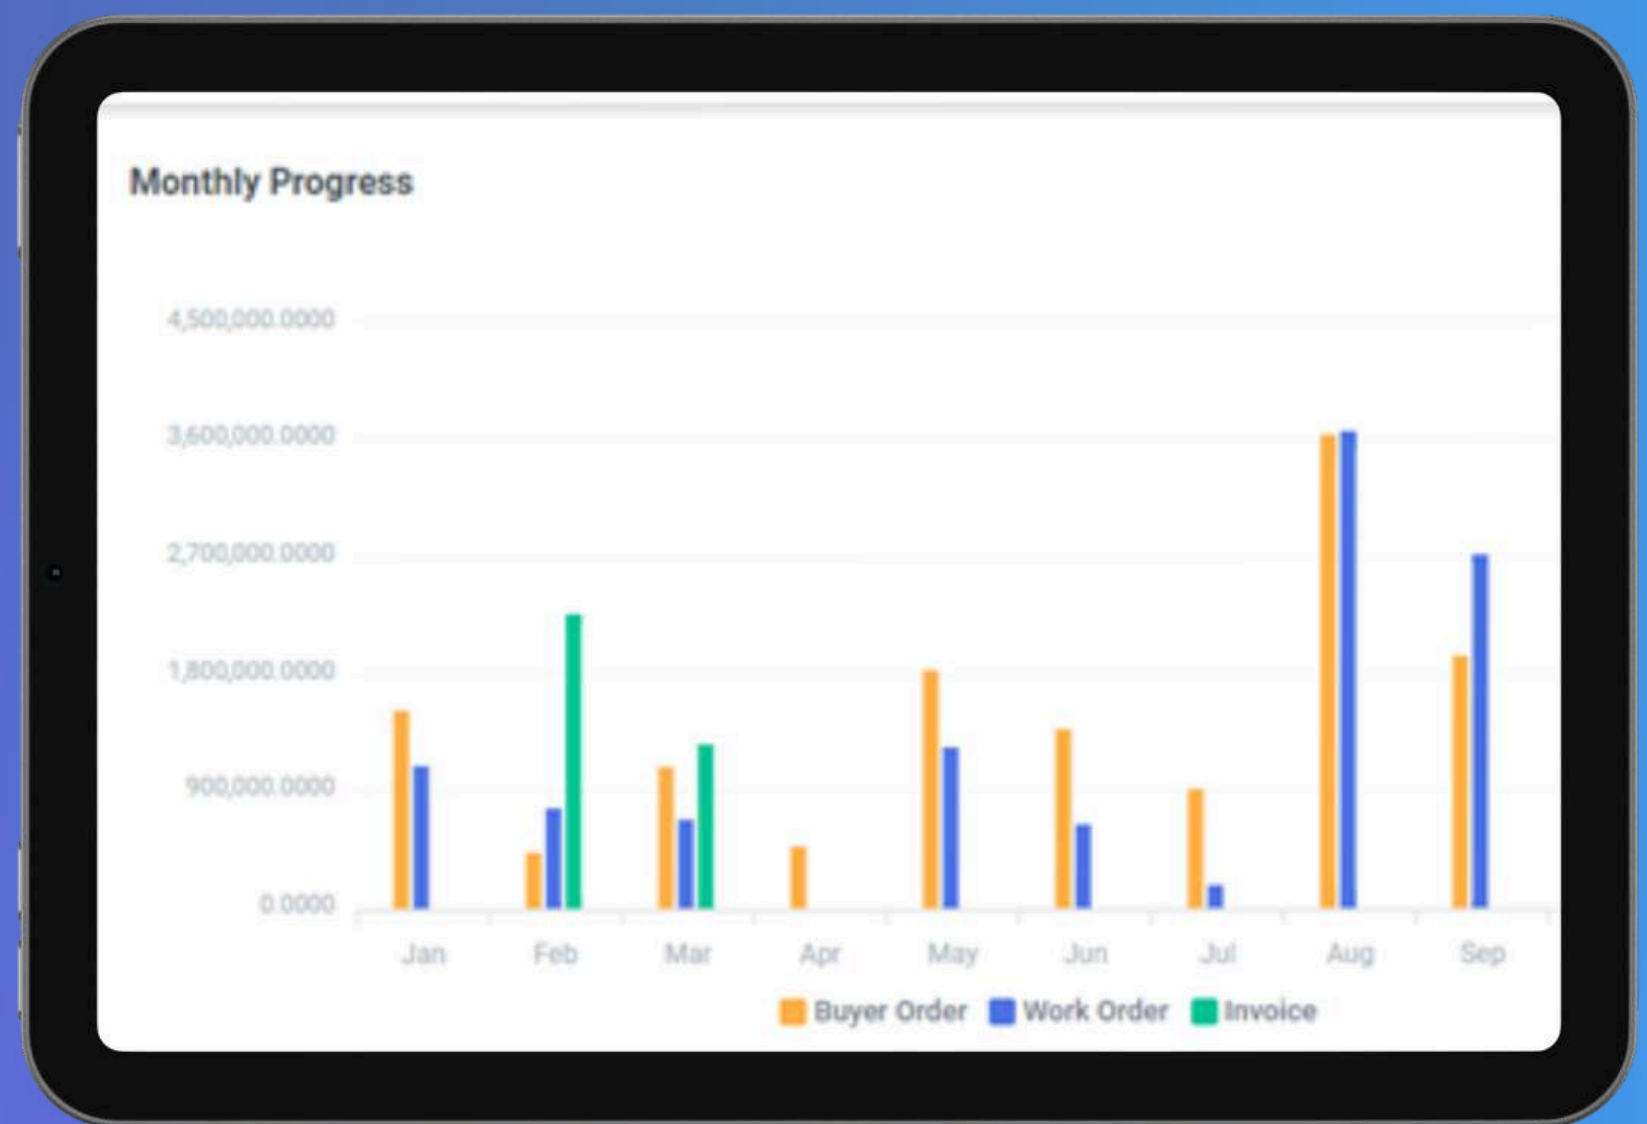 Monthly Progress
4,500,000.0000
3,600,000.0000
2,700,000.0000
1,800,000.0000
900,000.0000
0.0000
Jan Feb Mar Apr May Jun Jul Aug Sep
Buyer Order Work Order Invoice